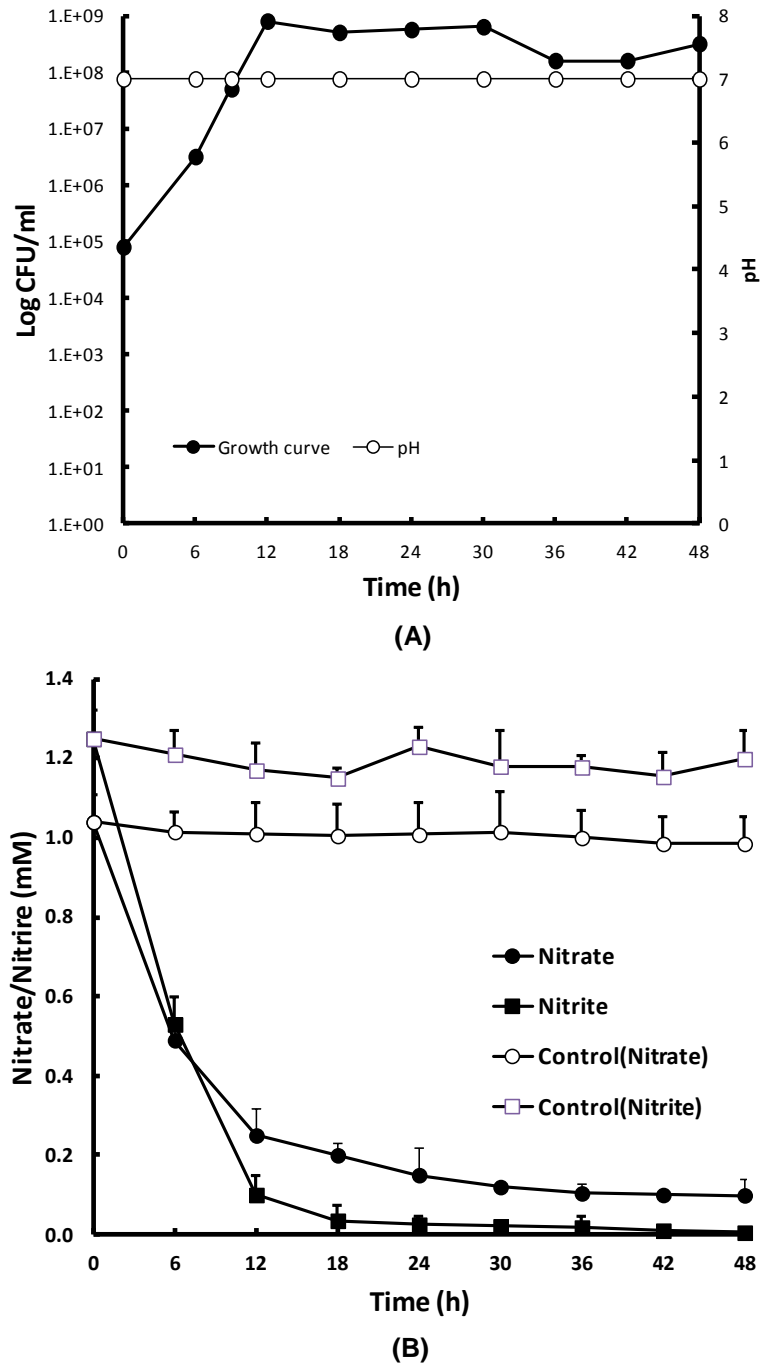 1.E+09
1.E+08
1.E+07
1.E+06
1.E+05
1.E+04
1.E+03
1.E+02
1.E+01
1.E+00
Log CFU/ml
8
7
6
5
4
3
2
1
0
pH
Growth curve pH
0 6 12 18 24 30 36 42 48
Time (h)
(A)
1.4
1.2
1.0
0.8
0.6
0.4
0.2
0.0
Nitrate/Nitrire (mM)
Nitrate
Nitrite
Control(Nitrate)
Control(Nitrite)
0 6 12 18 24 30 36 42 48
Time (h)
(B)